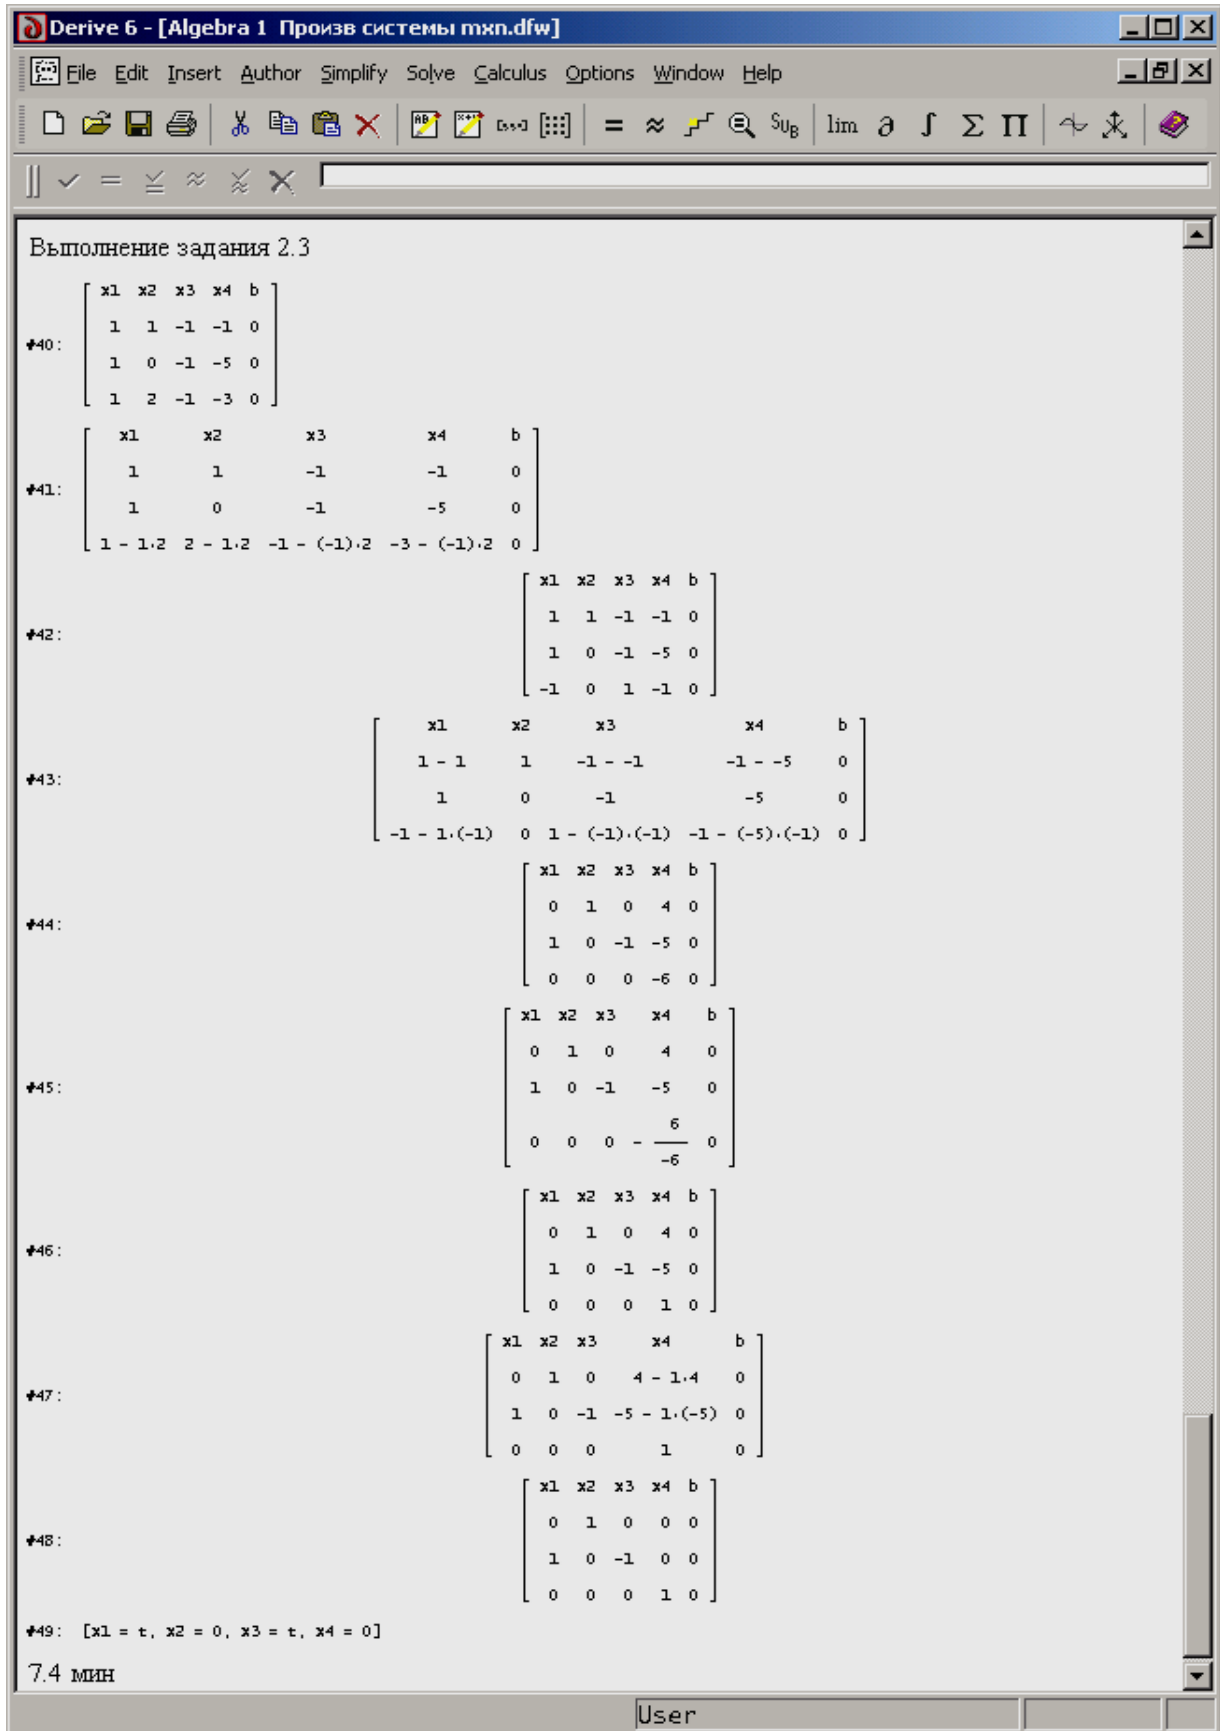 Derive 6 - [Algebra 1 Произв системы mxn.dfw]
File Edit Insert Author Simplify Solve Calculus Options Window Help
= ≈ SUB lim ∂ ∫ Σ Π
Выполнение задания 2.3
x1 x2 x3 x4 b
1 1 -1 -1 0
#40:
1 0 -1 -5 0
1 2 -1 -3 0
x1 x2 x3 x4 b
1 1 -1 -1 0
#41:
1 0 -1 -5 0
1 - 1·2 2 - 1·2 -1 - (-1)·2 -3 - (-1)·2 0
x1 x2 x3 x4 b
1 1 -1 -1 0
#42:
1 0 -1 -5 0
-1 0 1 -1 0
x1 x2 x3 x4 b
1 - 1 1 -1 - -1 -1 - -5 0
#43:
1 0 -1 -5 0
-1 - 1·(-1) 0 1 - (-1)·(-1) -1 - (-5)·(-1) 0
x1 x2 x3 x4 b
0 1 0 4 0
#44:
1 0 -1 -5 0
0 0 0 -6 0
x1 x2 x3 x4 b
0 1 0 4 0
#45:
1 0 -1 -5 0
6
0 0 0 - —— 0
-6
x1 x2 x3 x4 b
0 1 0 4 0
#46:
1 0 -1 -5 0
0 0 0 1 0
x1 x2 x3 x4 b
0 1 0 4 - 1·4 0
#47:
1 0 -1 -5 - 1·(-5) 0
0 0 0 1 0
x1 x2 x3 x4 b
0 1 0 0 0
#48:
1 0 -1 0 0
0 0 0 1 0
#49: [x1 = t, x2 = 0, x3 = t, x4 = 0]
7.4 мин
User